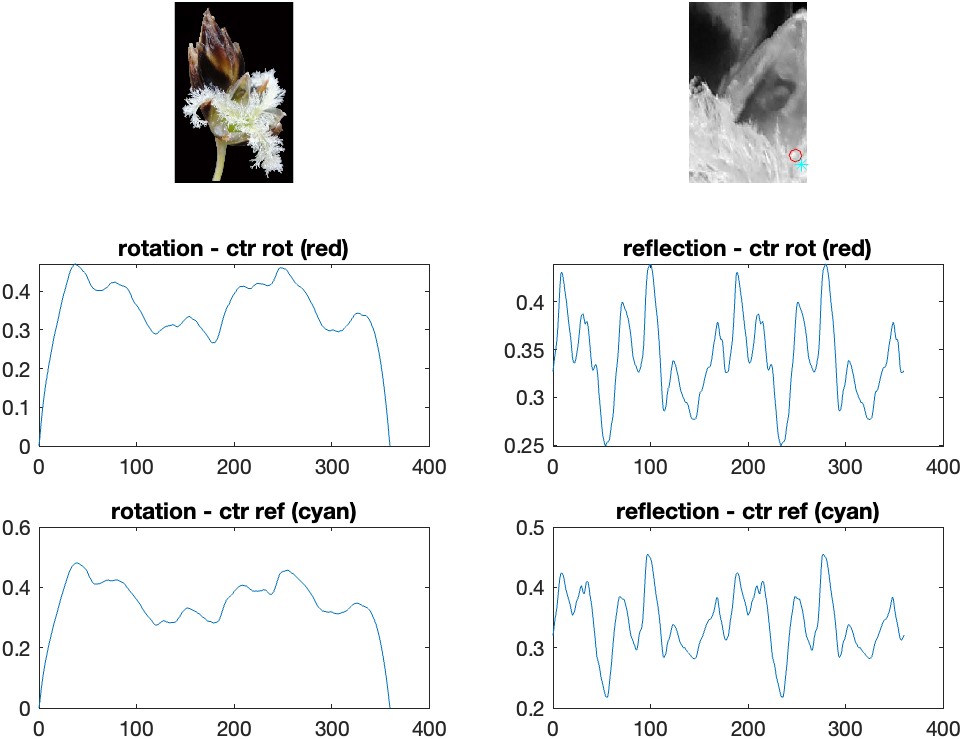 rotation - ctr rot (red)
0.4
0.3
0.2
0.1
0
0 100 200 300 400
reflection - ctr rot (red)
0.4
0.35
0.3
0.25
0 100 200 300 400
rotation - ctr ref (cyan)
0.6
0.4
0.2
0
0 100 200 300 400
reflection - ctr ref (cyan)
0.5
0.4
0.3
0.2
0 100 200 300 400